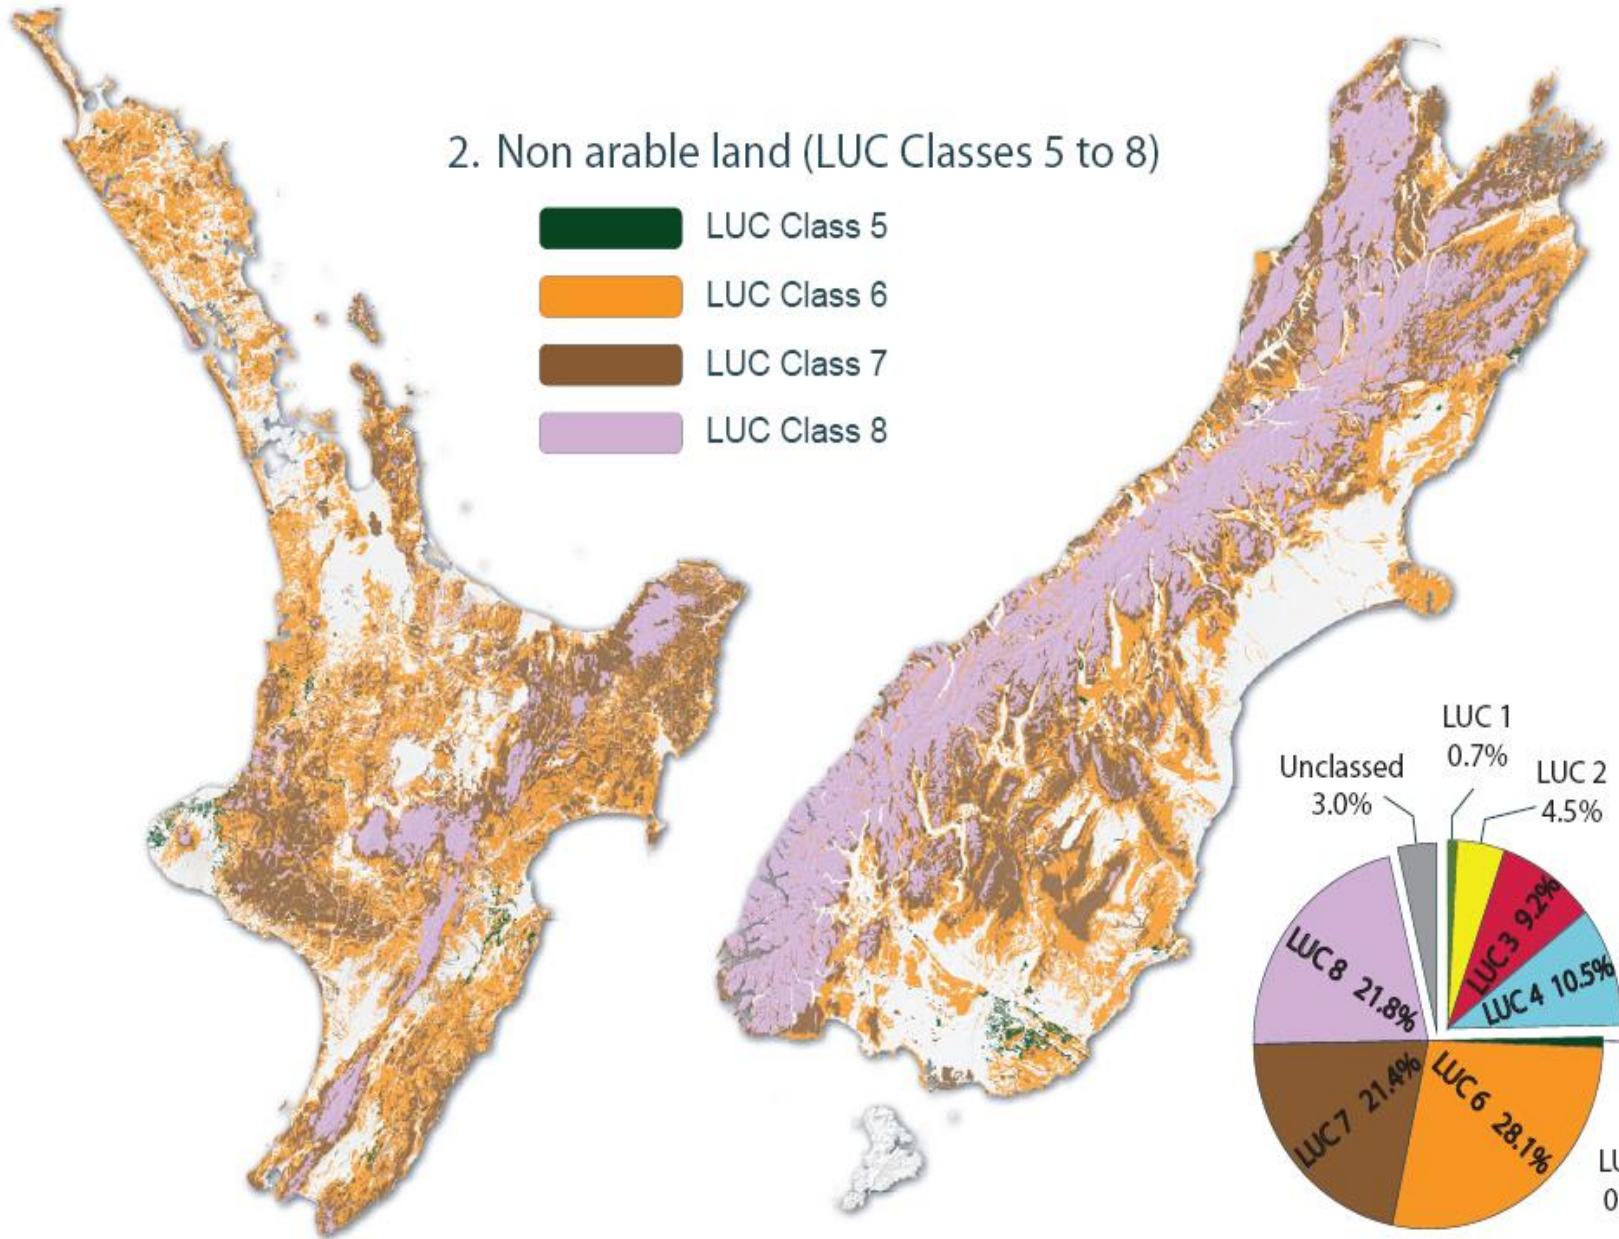 2. Non arable land (LUC Classes 5 to 8)
LUC Class 5
LUC Class 6
LUC Class 7
LUC Class 8
Unclassed
3.0%
LUC 1
0.7%
LUC 2
4.5%
LUC 3 9.2%
LUC 4 10.5%
LUC 6 28.1%
LUC 7 21.4%
LUC 8 21.8%